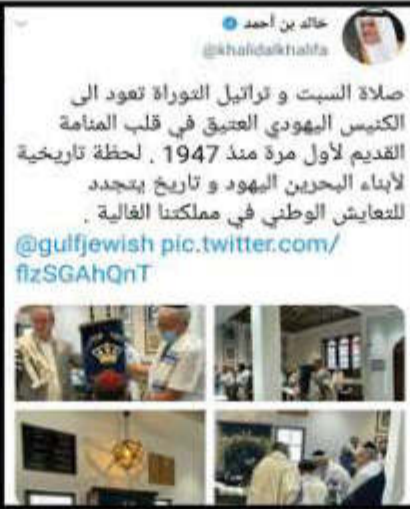 خالد بن أحمد
@khalidalkhalifa
صلاة السبت و تراتيل التوراة تعود الى
الكنيس اليهودي العتيق في قلب المنامة
القديم لأول مرة منذ 1947 . لحظة تاريخية
لأبناء البحرين اليهود و تاريخ يتجدد
للتعايش الوطني في مملكتنا الغالية .
@gulfjewish pic.twitter.com/
flzSGAhQnT